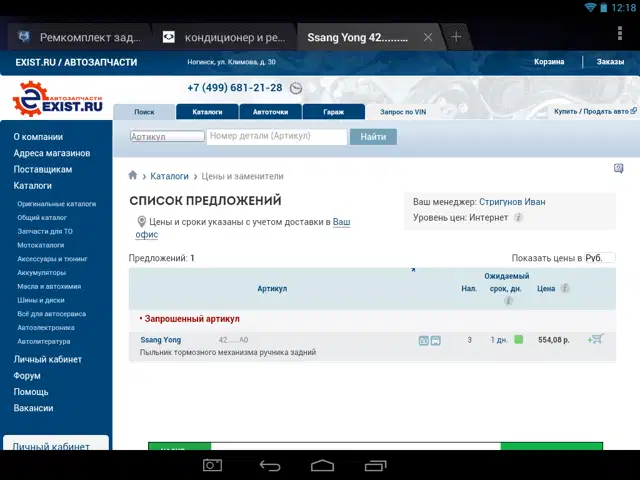 12:18
Ремкомплект зад...
кондиционер и ре...
Ssang Yong 42.........
EXIST.RU / АВТОЗАПЧАСТИ
Ногинск, ул. Климова, д. 30
Корзина
Заказы
АВТОЗАПЧАСТИ
EXIST.RU
+7 (499) 681-21-28
Поиск
Каталоги
Автоточки
Гараж
Запрос по VIN
Купить / Продать авто
Артикул
Номер детали (Артикул)
Найти
О компании
Адреса магазинов
Поставщикам
Каталоги
Оригинальные каталоги
Общий каталог
Запчасти для ТО
Мотокаталоги
Аксессуары и тюнинг
Аккумуляторы
Масла и автохимия
Шины и диски
Всё для автосервиса
Автоэлектроника
Автолитература
Личный кабинет
Форум
Помощь
Вакансии
Личный кабинет
Каталоги › Цены и заменители
СПИСОК ПРЕДЛОЖЕНИЙ
Цены и сроки указаны с учетом доставки в Ваш
офис
Ваш менеджер: Стригунов Иван
Уровень цен: Интернет
Предложений: 1
Показать цены в Руб.
Артикул
Нал.
Ожидаемый
срок, дн.
Цена
• Запрошенный артикул
Ssang Yong 42.....A0 3 1 дн. 554,08 р.
Пыльник тормозного механизма ручника задний